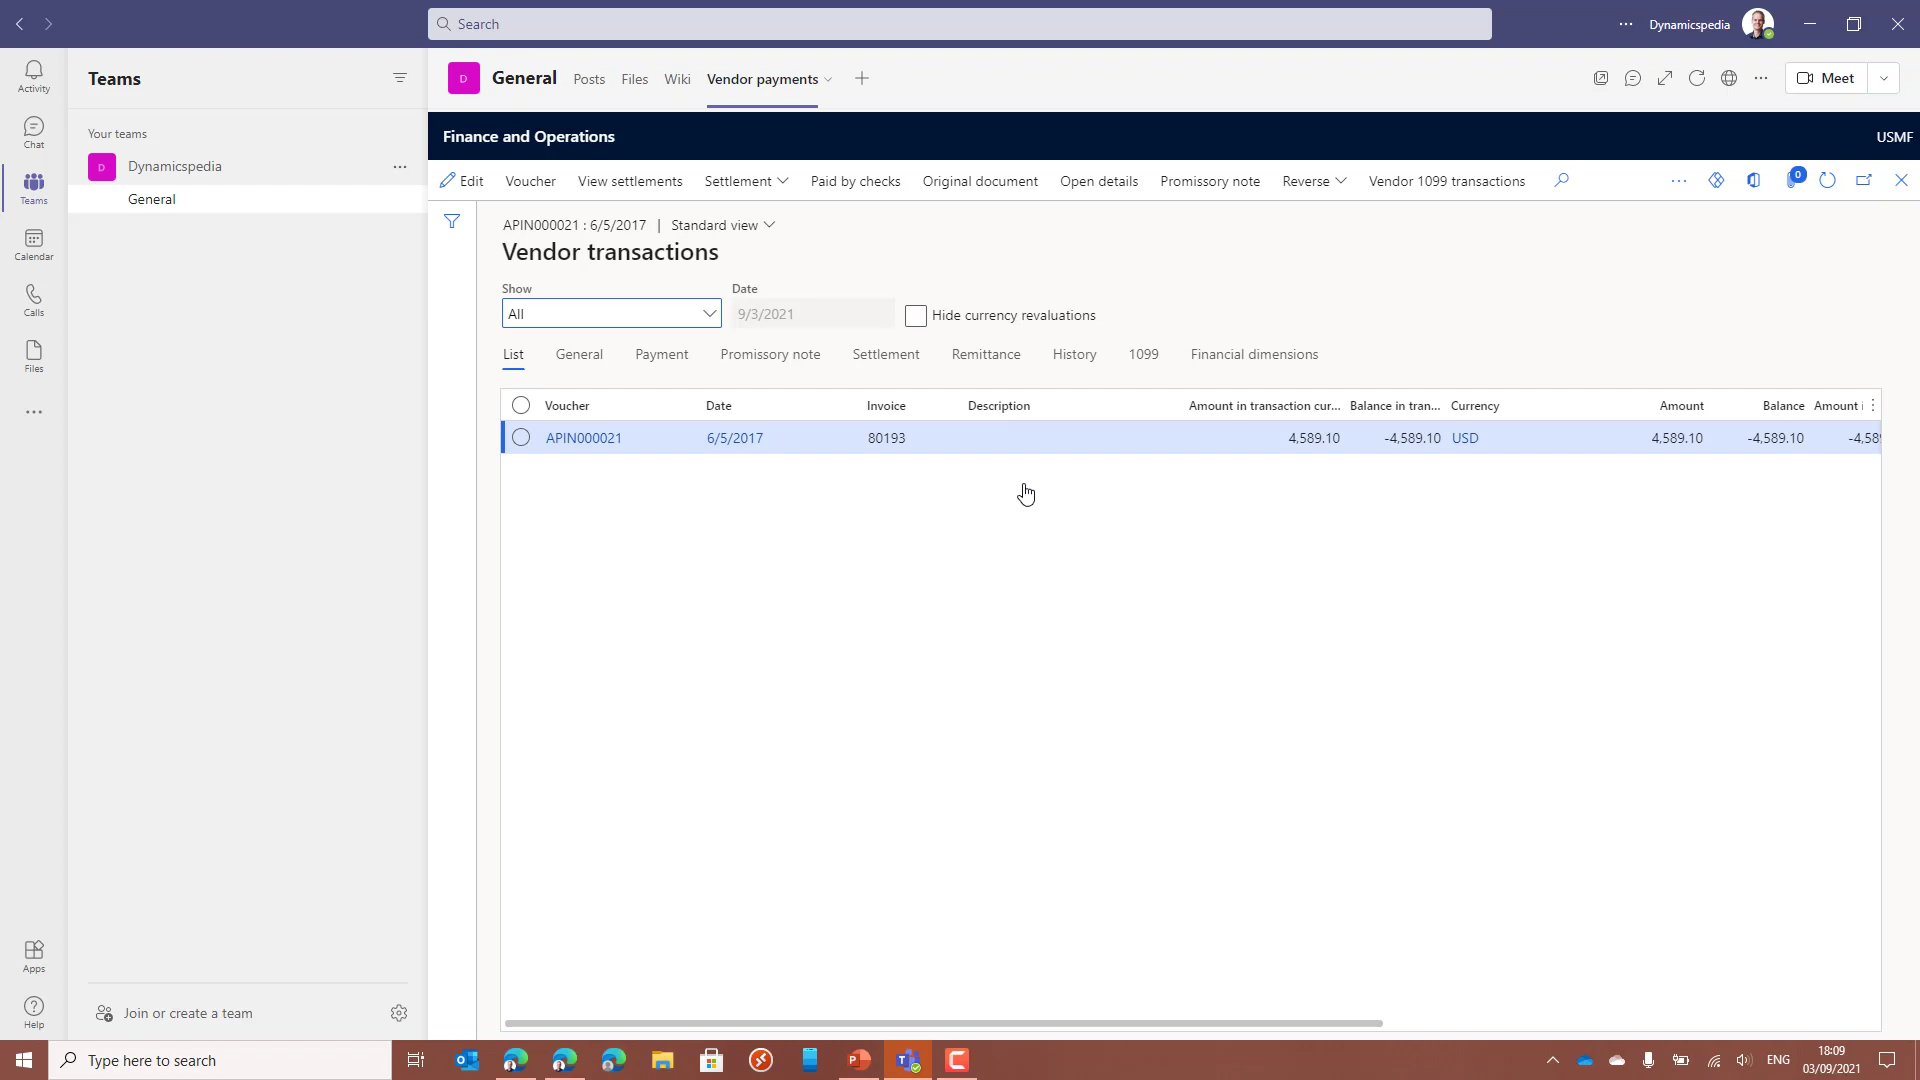 Search
Dynamicspedia
Activity
Chat
Teams
Calendar
Calls
Files
Apps
Help
Teams
Your teams
D Dynamicspedia
General
Join or create a team
D General Posts Files Wiki Vendor payments
Meet
Finance and Operations USMF
Edit Voucher View settlements Settlement Paid by checks Original document Open details Promissory note Reverse Vendor 1099 transactions 0
APIN000021 : 6/5/2017 | Standard view
Vendor transactions
Show Date
All 9/3/2021 Hide currency revaluations
List General Payment Promissory note Settlement Remittance History 1099 Financial dimensions
Voucher Date Invoice Description Amount in transaction cur... Balance in tran... Currency Amount Balance Amount
APIN000021 6/5/2017 80193 4,589.10 -4,589.10 USD 4,589.10 -4,589.10 -4,58
Type here to search
ENG
18:09
03/09/2021